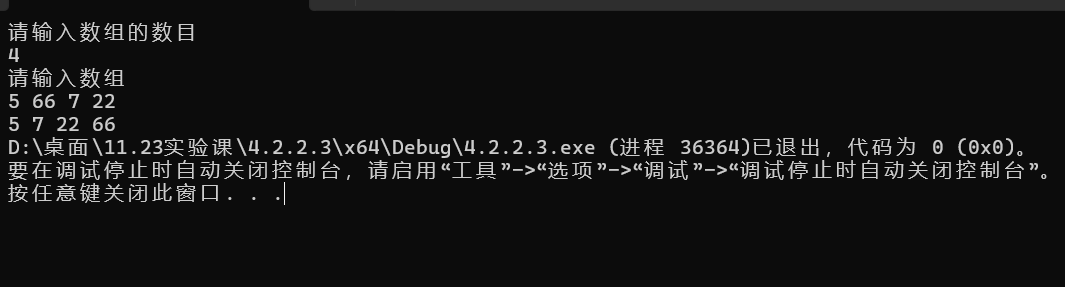 请输入数组的数目
4
请输入数组
5 66 7 22
5 7 22 66
D:\桌面\11.23实验课\4.2.2.3\x64\Debug\4.2.2.3.exe (进程 36364)已退出，代码为 0 (0x0)。
要在调试停止时自动关闭控制台，请启用“工具”->“选项”->“调试”->“调试停止时自动关闭控制台”。
按任意键关闭此窗口. . .